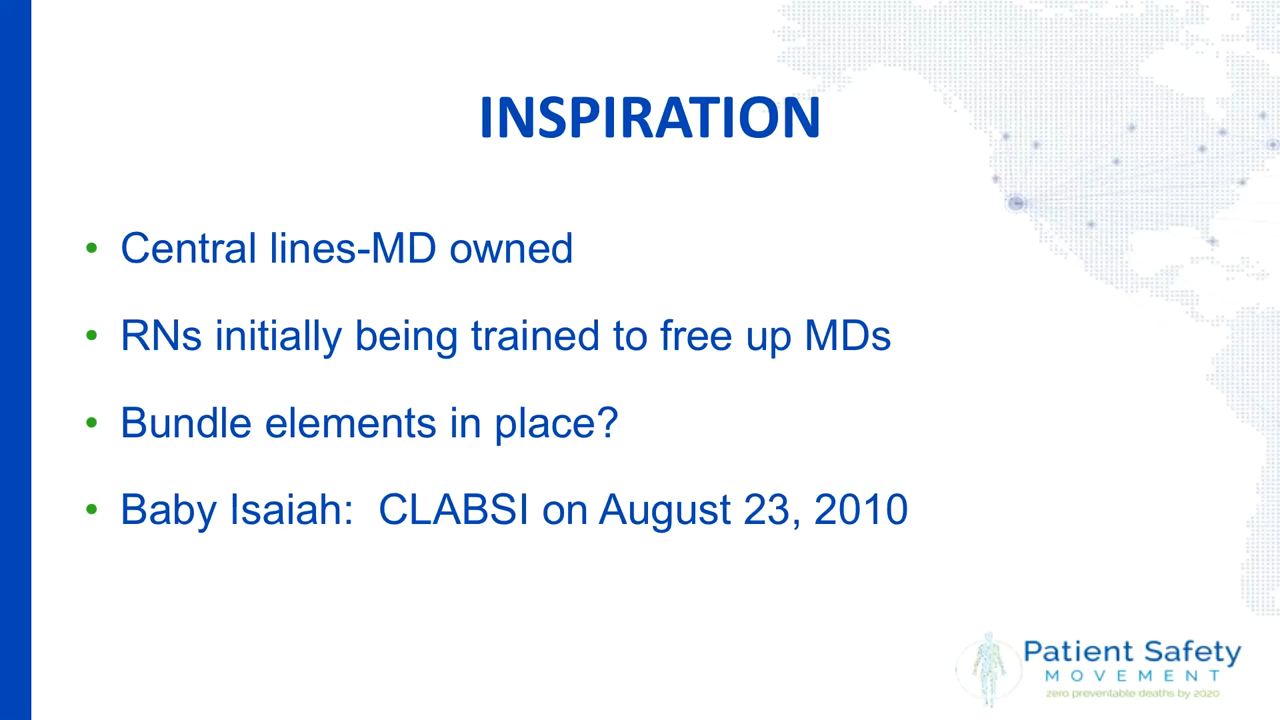 INSPIRATION
• Central lines-MD owned
• RNs initially being trained to free up MDs
• Bundle elements in place?
• Baby Isaiah:  CLABSI on August 23, 2010
Patient Safety
MOVEMENT
zero preventable deaths by 2020